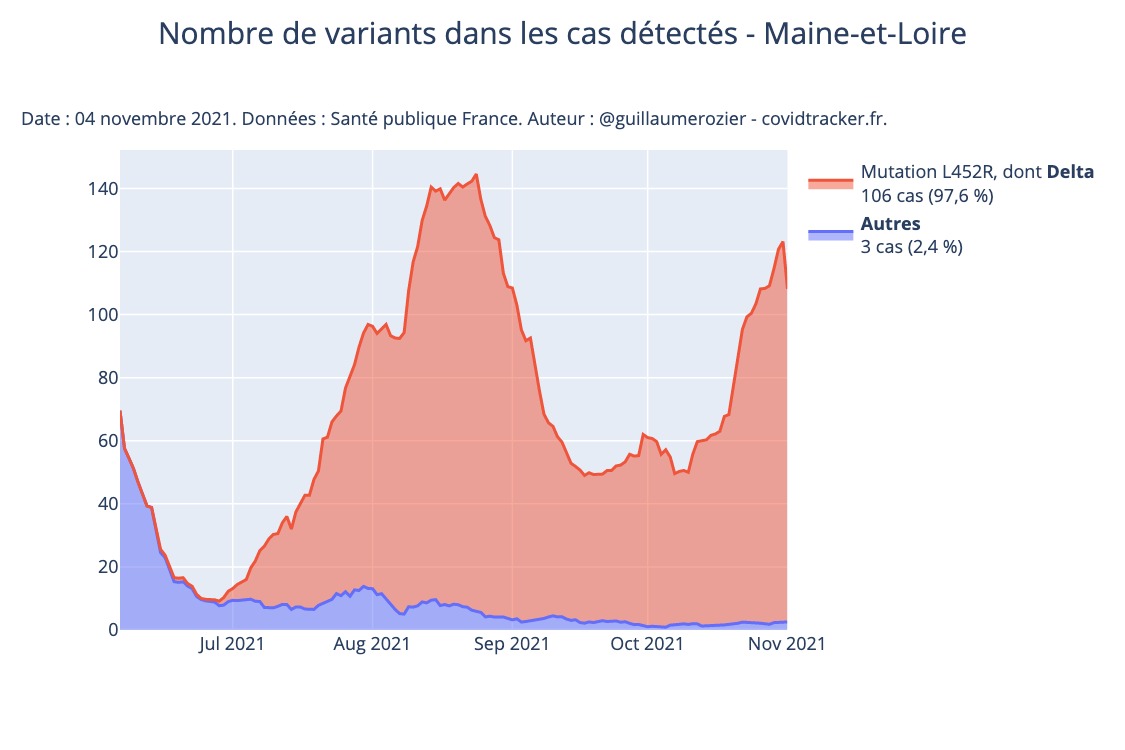 Nombre de variants dans les cas détectés - Maine-et-Loire
Date : 04 novembre 2021. Données : Santé publique France. Auteur : @guillaumerozier - covidtracker.fr.
Mutation L452R, dont Delta
106 cas (97,6 %)
Autres
3 cas (2,4 %)
140
120
100
80
60
40
20
0
Jul 2021
Aug 2021
Sep 2021
Oct 2021
Nov 2021